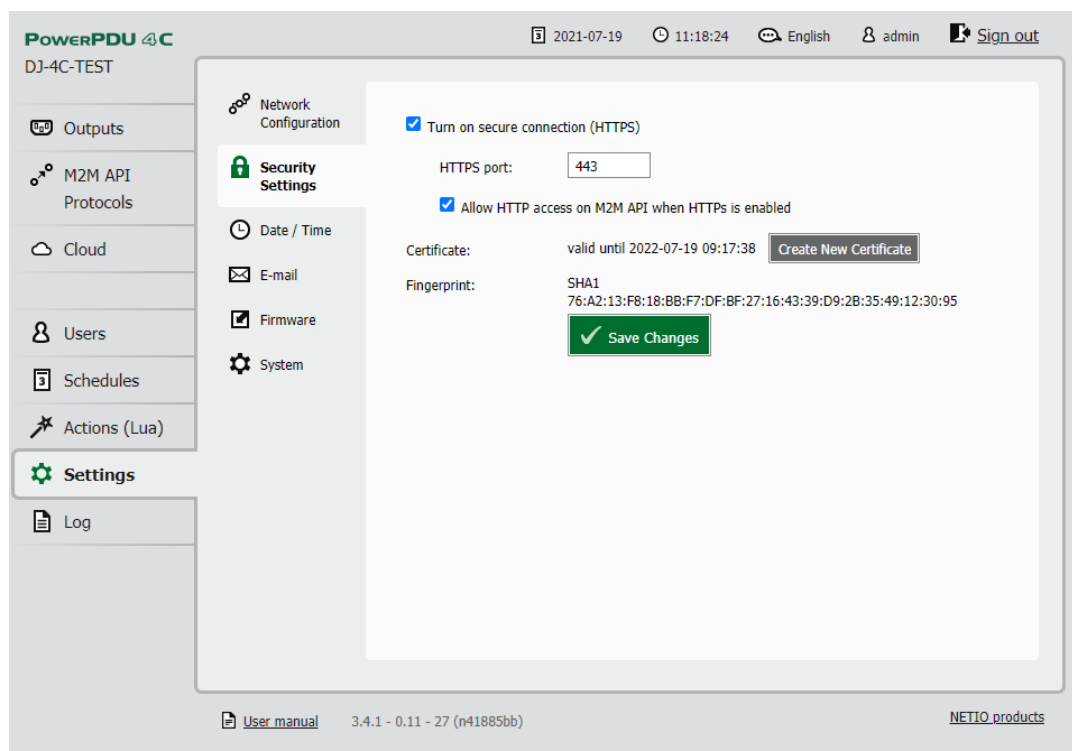 PowerPDU 4C
3 2021-07-19 11:18:24 English admin Sign out
DJ-4C-TEST
Outputs
M2M API
Protocols
Cloud
Users
3 Schedules
Actions (Lua)
Settings
Log
Network
Configuration
Security
Settings
Date / Time
E-mail
Firmware
System
Turn on secure connection (HTTPS)
HTTPS port: 443
Allow HTTP access on M2M API when HTTPs is enabled
Certificate: valid until 2022-07-19 09:17:38 Create New Certificate
Fingerprint: SHA1
76:A2:13:F8:18:BB:F7:DF:BF:27:16:43:39:D9:2B:35:49:12:30:95
Save Changes
User manual 3.4.1 - 0.11 - 27 (n41885bb) NETIO products